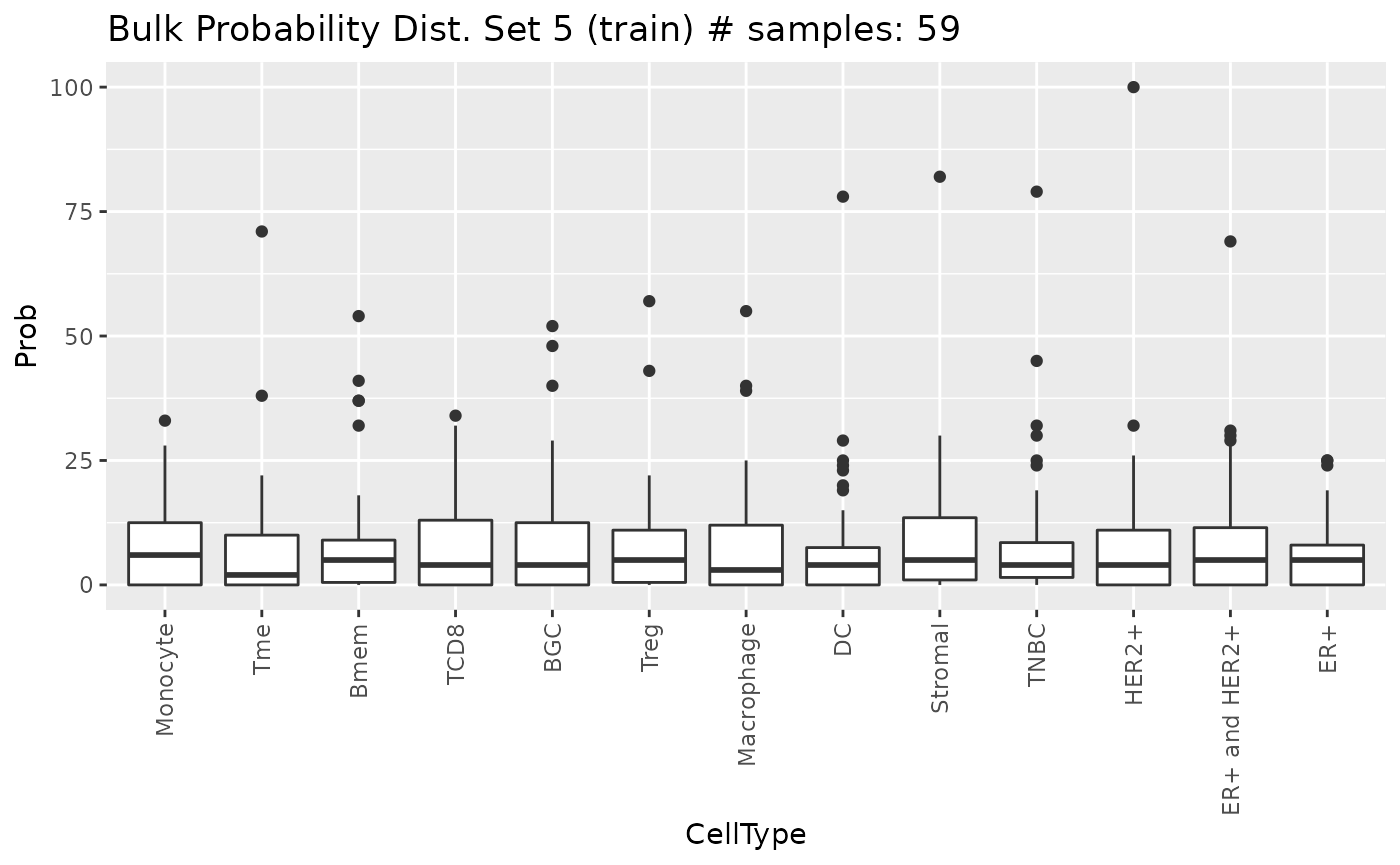 Bulk Probability Dist. Set 5 (train) # samples: 59
100
75
50
25
0
Prob
Monocyte
Tme
Bmem
TCD8
BGC
Treg
Macrophage
DC
Stromal
TNBC
HER2+
ER+ and HER2+
ER+
CellType